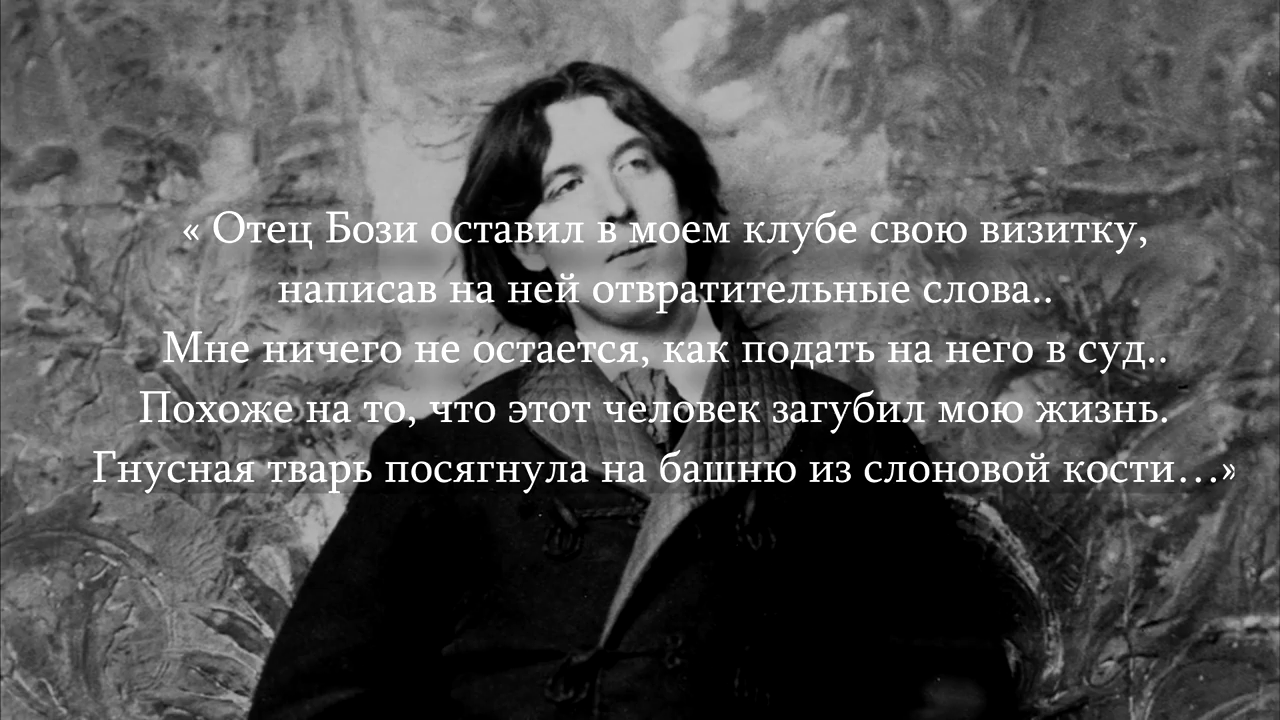 « Отец Бози оставил в моем клубе свою визитку,
написав на ней отвратительные слова..
Мне ничего не остается, как подать на него в суд..
Похоже на то, что этот человек загубил мою жизнь.
Гнусная тварь посягнула на башню из слоновой кости...»